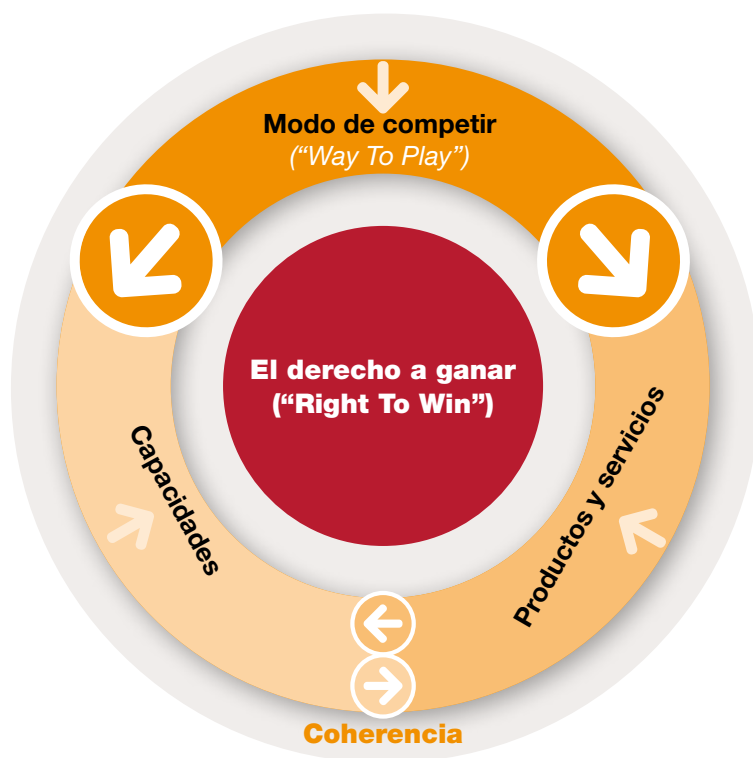 Modo de competir
(“Way To Play”)
El derecho a ganar
(“Right To Win”)
Capacidades
Productos y servicios
Coherencia